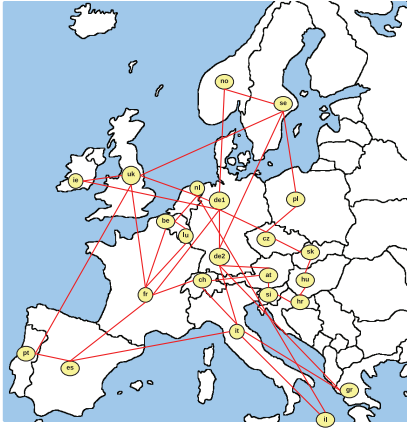 no
se
ie
uk
nl
de1
pl
be
lu
cz
de2
sk
ch
at
hu
fr
si
hr
it
pt
es
gr
il